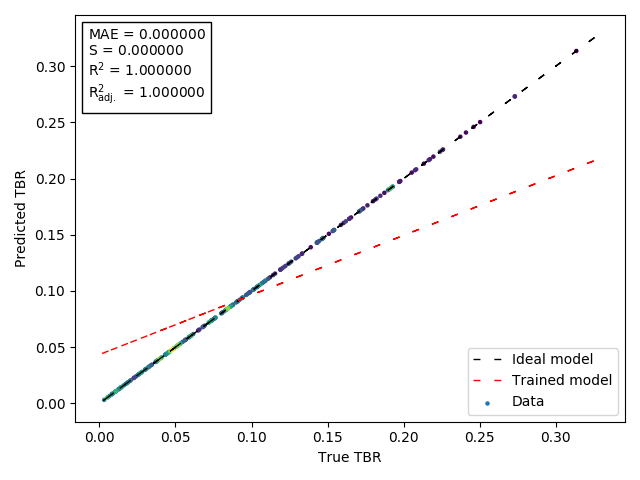 MAE = 0.000000
S = 0.000000
R² = 1.000000
R²adj. = 1.000000
0.30
0.25
0.20
0.15
0.10
0.05
0.00
Predicted TBR
Ideal model
Trained model
Data
0.00 0.05 0.10 0.15 0.20 0.25 0.30
True TBR